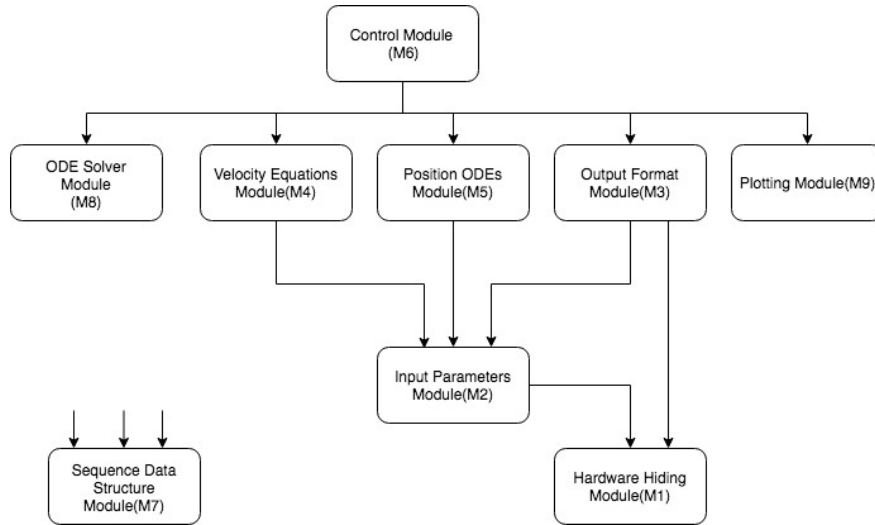 Control Module
(M6)
ODE Solver
Module
(M8)
Velocity Equations
Module(M4)
Position ODEs
Module(M5)
Output Format
Module(M3)
Plotting Module(M9)
Input Parameters
Module(M2)
Sequence Data
Structure
Module(M7)
Hardware Hiding
Module(M1)